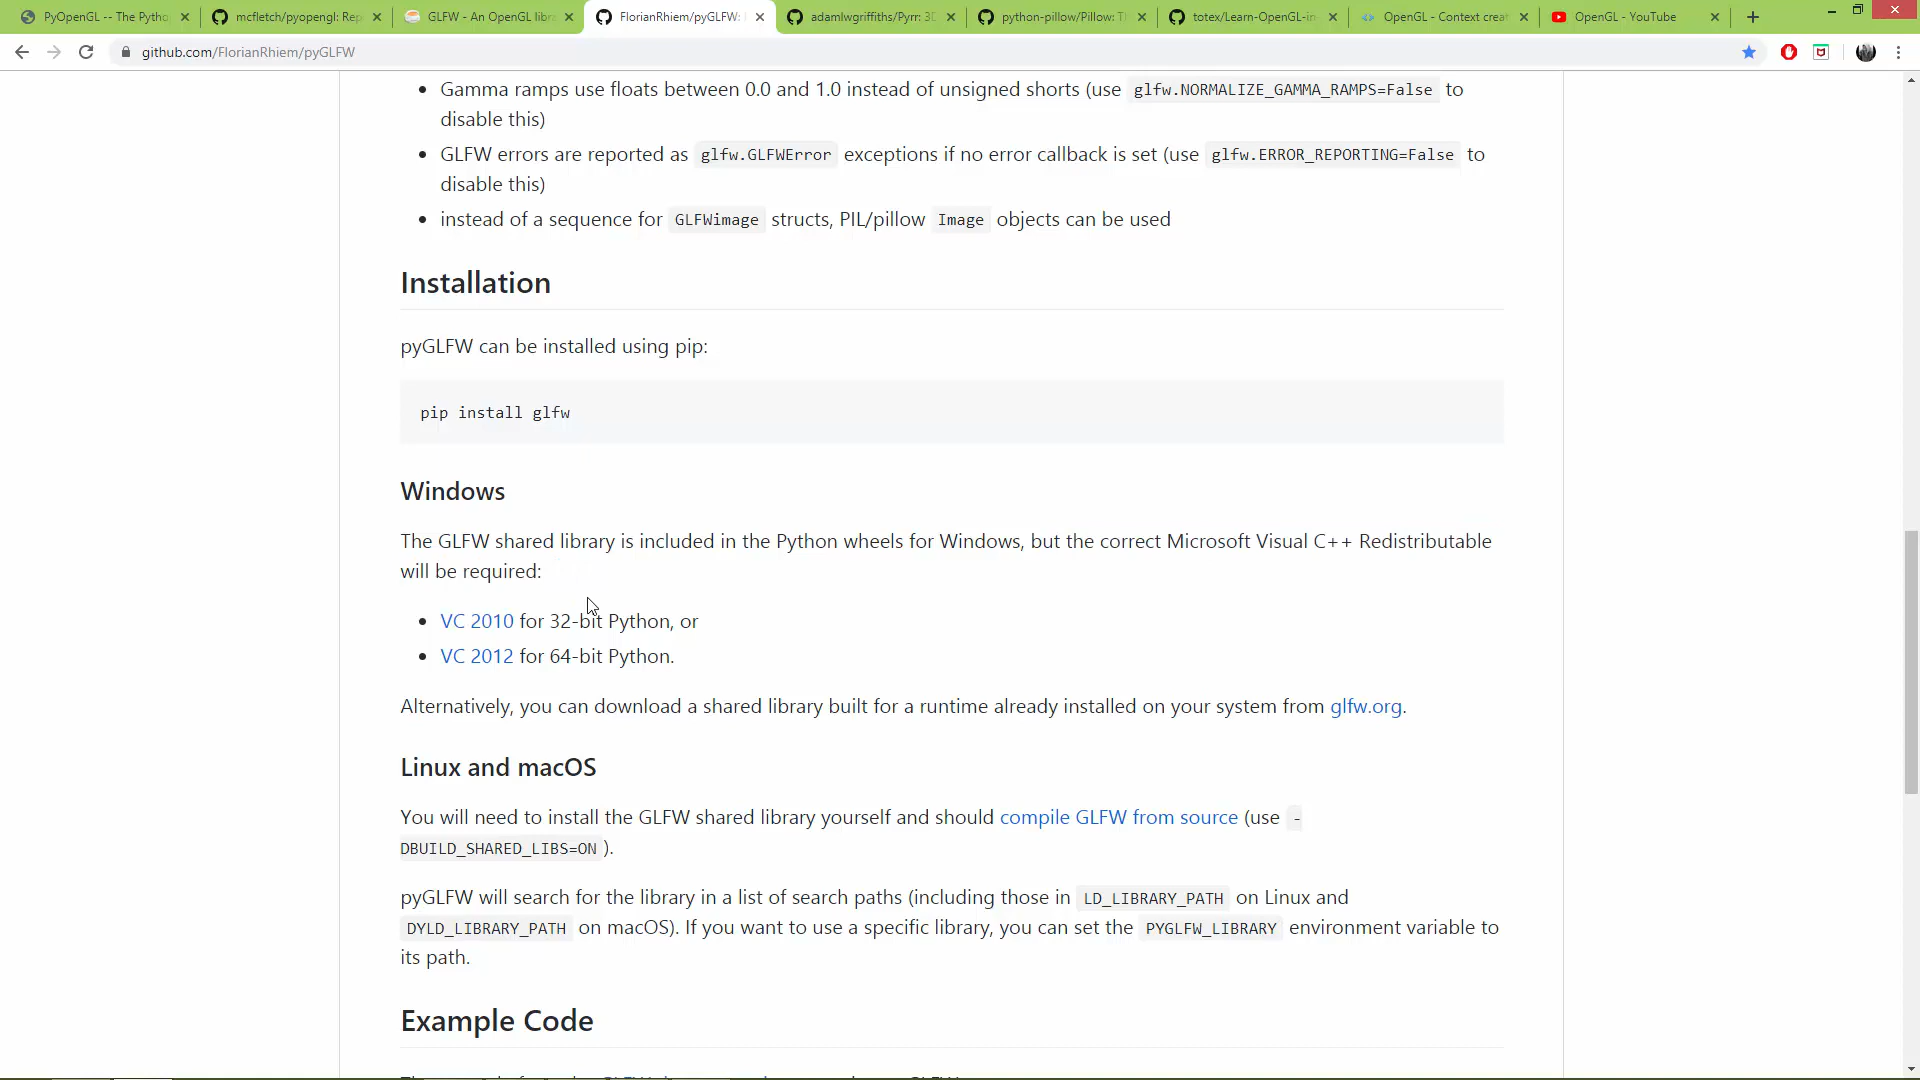 PyOpenGL -- The Pytho
mcfletch/pyopengl: Rep
GLFW - An OpenGL libra
FlorianRhiem/pyGLFW:
adamlwgriffiths/Pyrr: 3D
python-pillow/Pillow: T
totex/Learn-OpenGL-in
OpenGL - Context creat
OpenGL - YouTube
github.com/FlorianRhiem/pyGLFW
Gamma ramps use floats between 0.0 and 1.0 instead of unsigned shorts (use glfw.NORMALIZE_GAMMA_RAMPS=False to
disable this)
GLFW errors are reported as glfw.GLFWError exceptions if no error callback is set (use glfw.ERROR_REPORTING=False to
disable this)
instead of a sequence for GLFWimage structs, PIL/pillow Image objects can be used
Installation
pyGLFW can be installed using pip:
pip install glfw
Windows
The GLFW shared library is included in the Python wheels for Windows, but the correct Microsoft Visual C++ Redistributable
will be required:
VC 2010 for 32-bit Python, or
VC 2012 for 64-bit Python.
Alternatively, you can download a shared library built for a runtime already installed on your system from glfw.org.
Linux and macOS
You will need to install the GLFW shared library yourself and should compile GLFW from source (use -
DBUILD_SHARED_LIBS=ON ).
pyGLFW will search for the library in a list of search paths (including those in LD_LIBRARY_PATH on Linux and
DYLD_LIBRARY_PATH on macOS). If you want to use a specific library, you can set the PYGLFW_LIBRARY environment variable to
its path.
Example Code